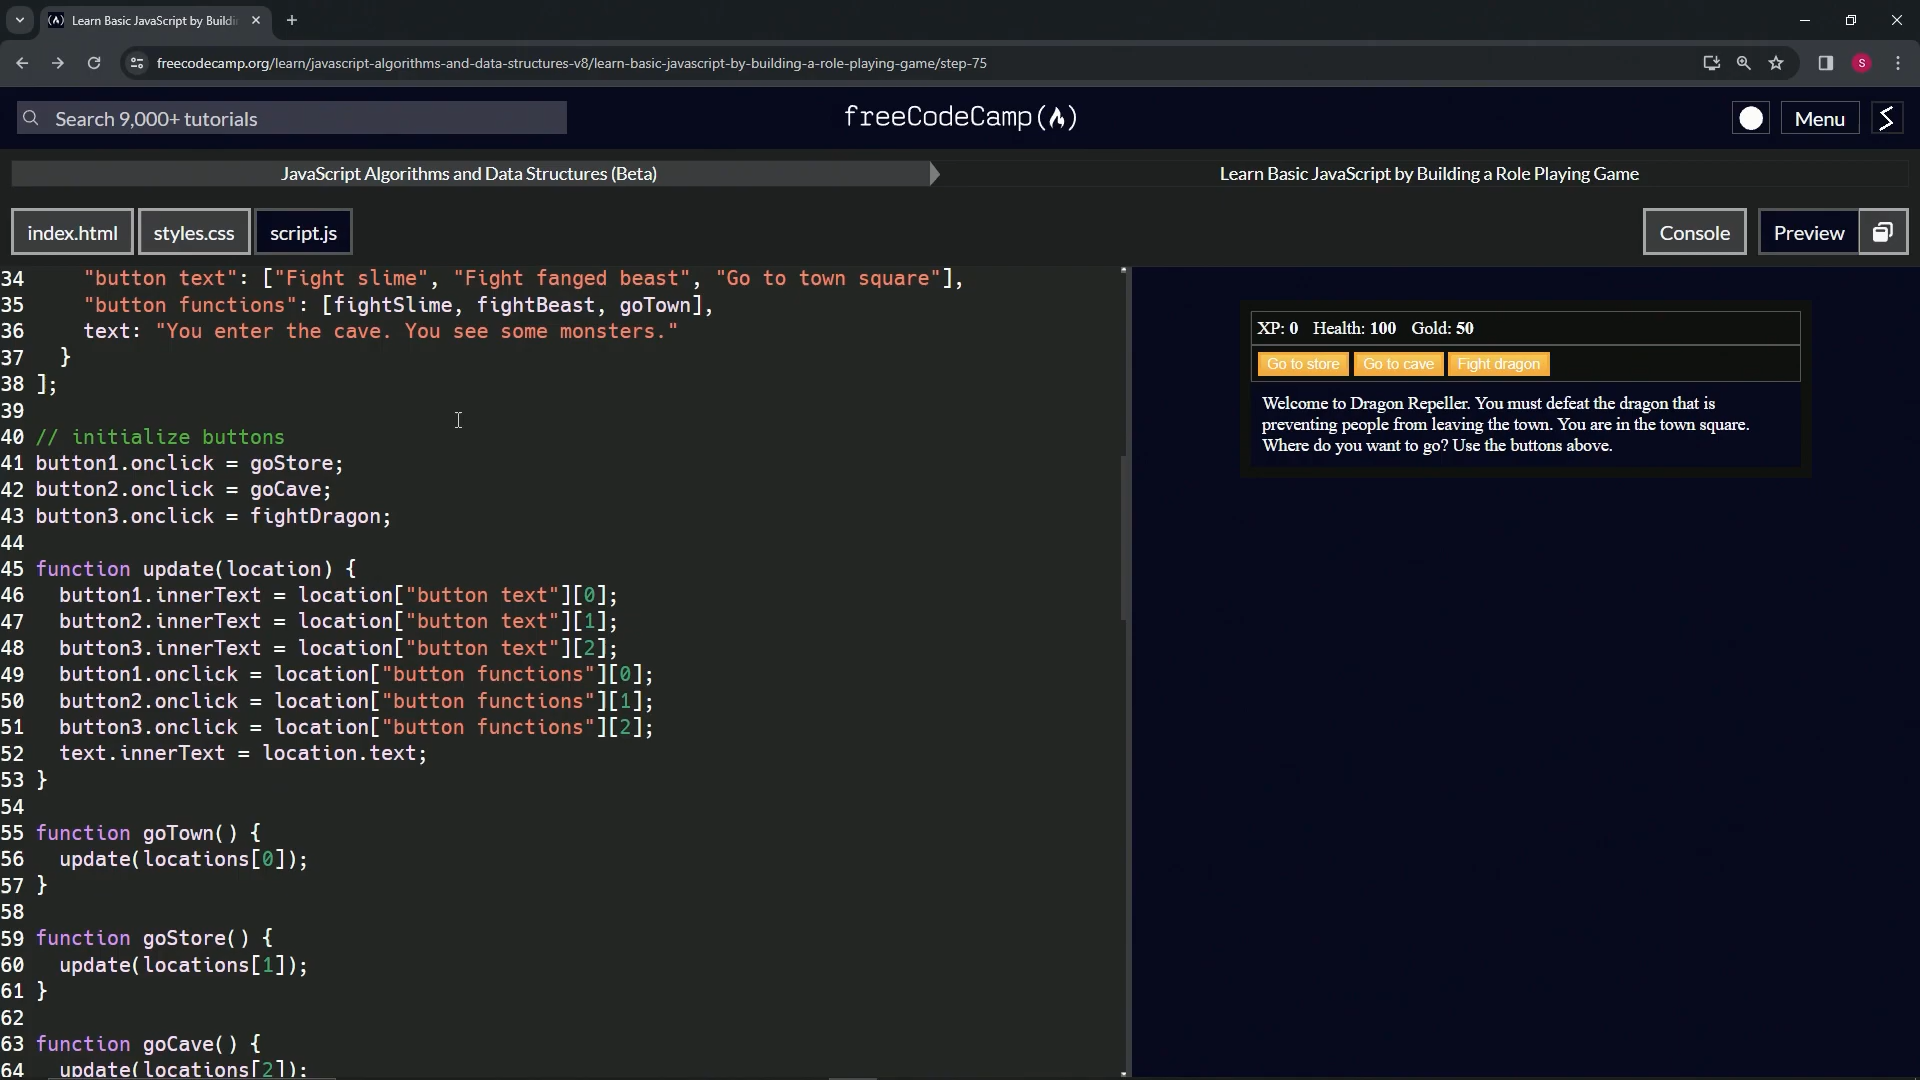 Learn Basic JavaScript by Buildi
freecodecamp.org/learn/javascript-algorithms-and-data-structures-v8/learn-basic-javascript-by-building-a-role-playing-game/step-75
S
Search 9,000+ tutorials
freeCodeCamp(🔥)
Menu
JavaScript Algorithms and Data Structures (Beta)
Learn Basic JavaScript by Building a Role Playing Game
index.html
styles.css
script.js
Console
Preview
34     "button text": ["Fight slime", "Fight fanged beast", "Go to town square"],
35     "button functions": [fightSlime, fightBeast, goTown],
36     text: "You enter the cave. You see some monsters."
37   }
38 ];
39
40 // initialize buttons
41 button1.onclick = goStore;
42 button2.onclick = goCave;
43 button3.onclick = fightDragon;
44
45 function update(location) {
46   button1.innerText = location["button text"][0];
47   button2.innerText = location["button text"][1];
48   button3.innerText = location["button text"][2];
49   button1.onclick = location["button functions"][0];
50   button2.onclick = location["button functions"][1];
51   button3.onclick = location["button functions"][2];
52   text.innerText = location.text;
53 }
54
55 function goTown() {
56   update(locations[0]);
57 }
58
59 function goStore() {
60   update(locations[1]);
61 }
62
63 function goCave() {
64   update(locations[2]);
XP: 0 Health: 100 Gold: 50
Go to store Go to cave Fight dragon
Welcome to Dragon Repeller. You must defeat the dragon that is
preventing people from leaving the town. You are in the town square.
Where do you want to go? Use the buttons above.